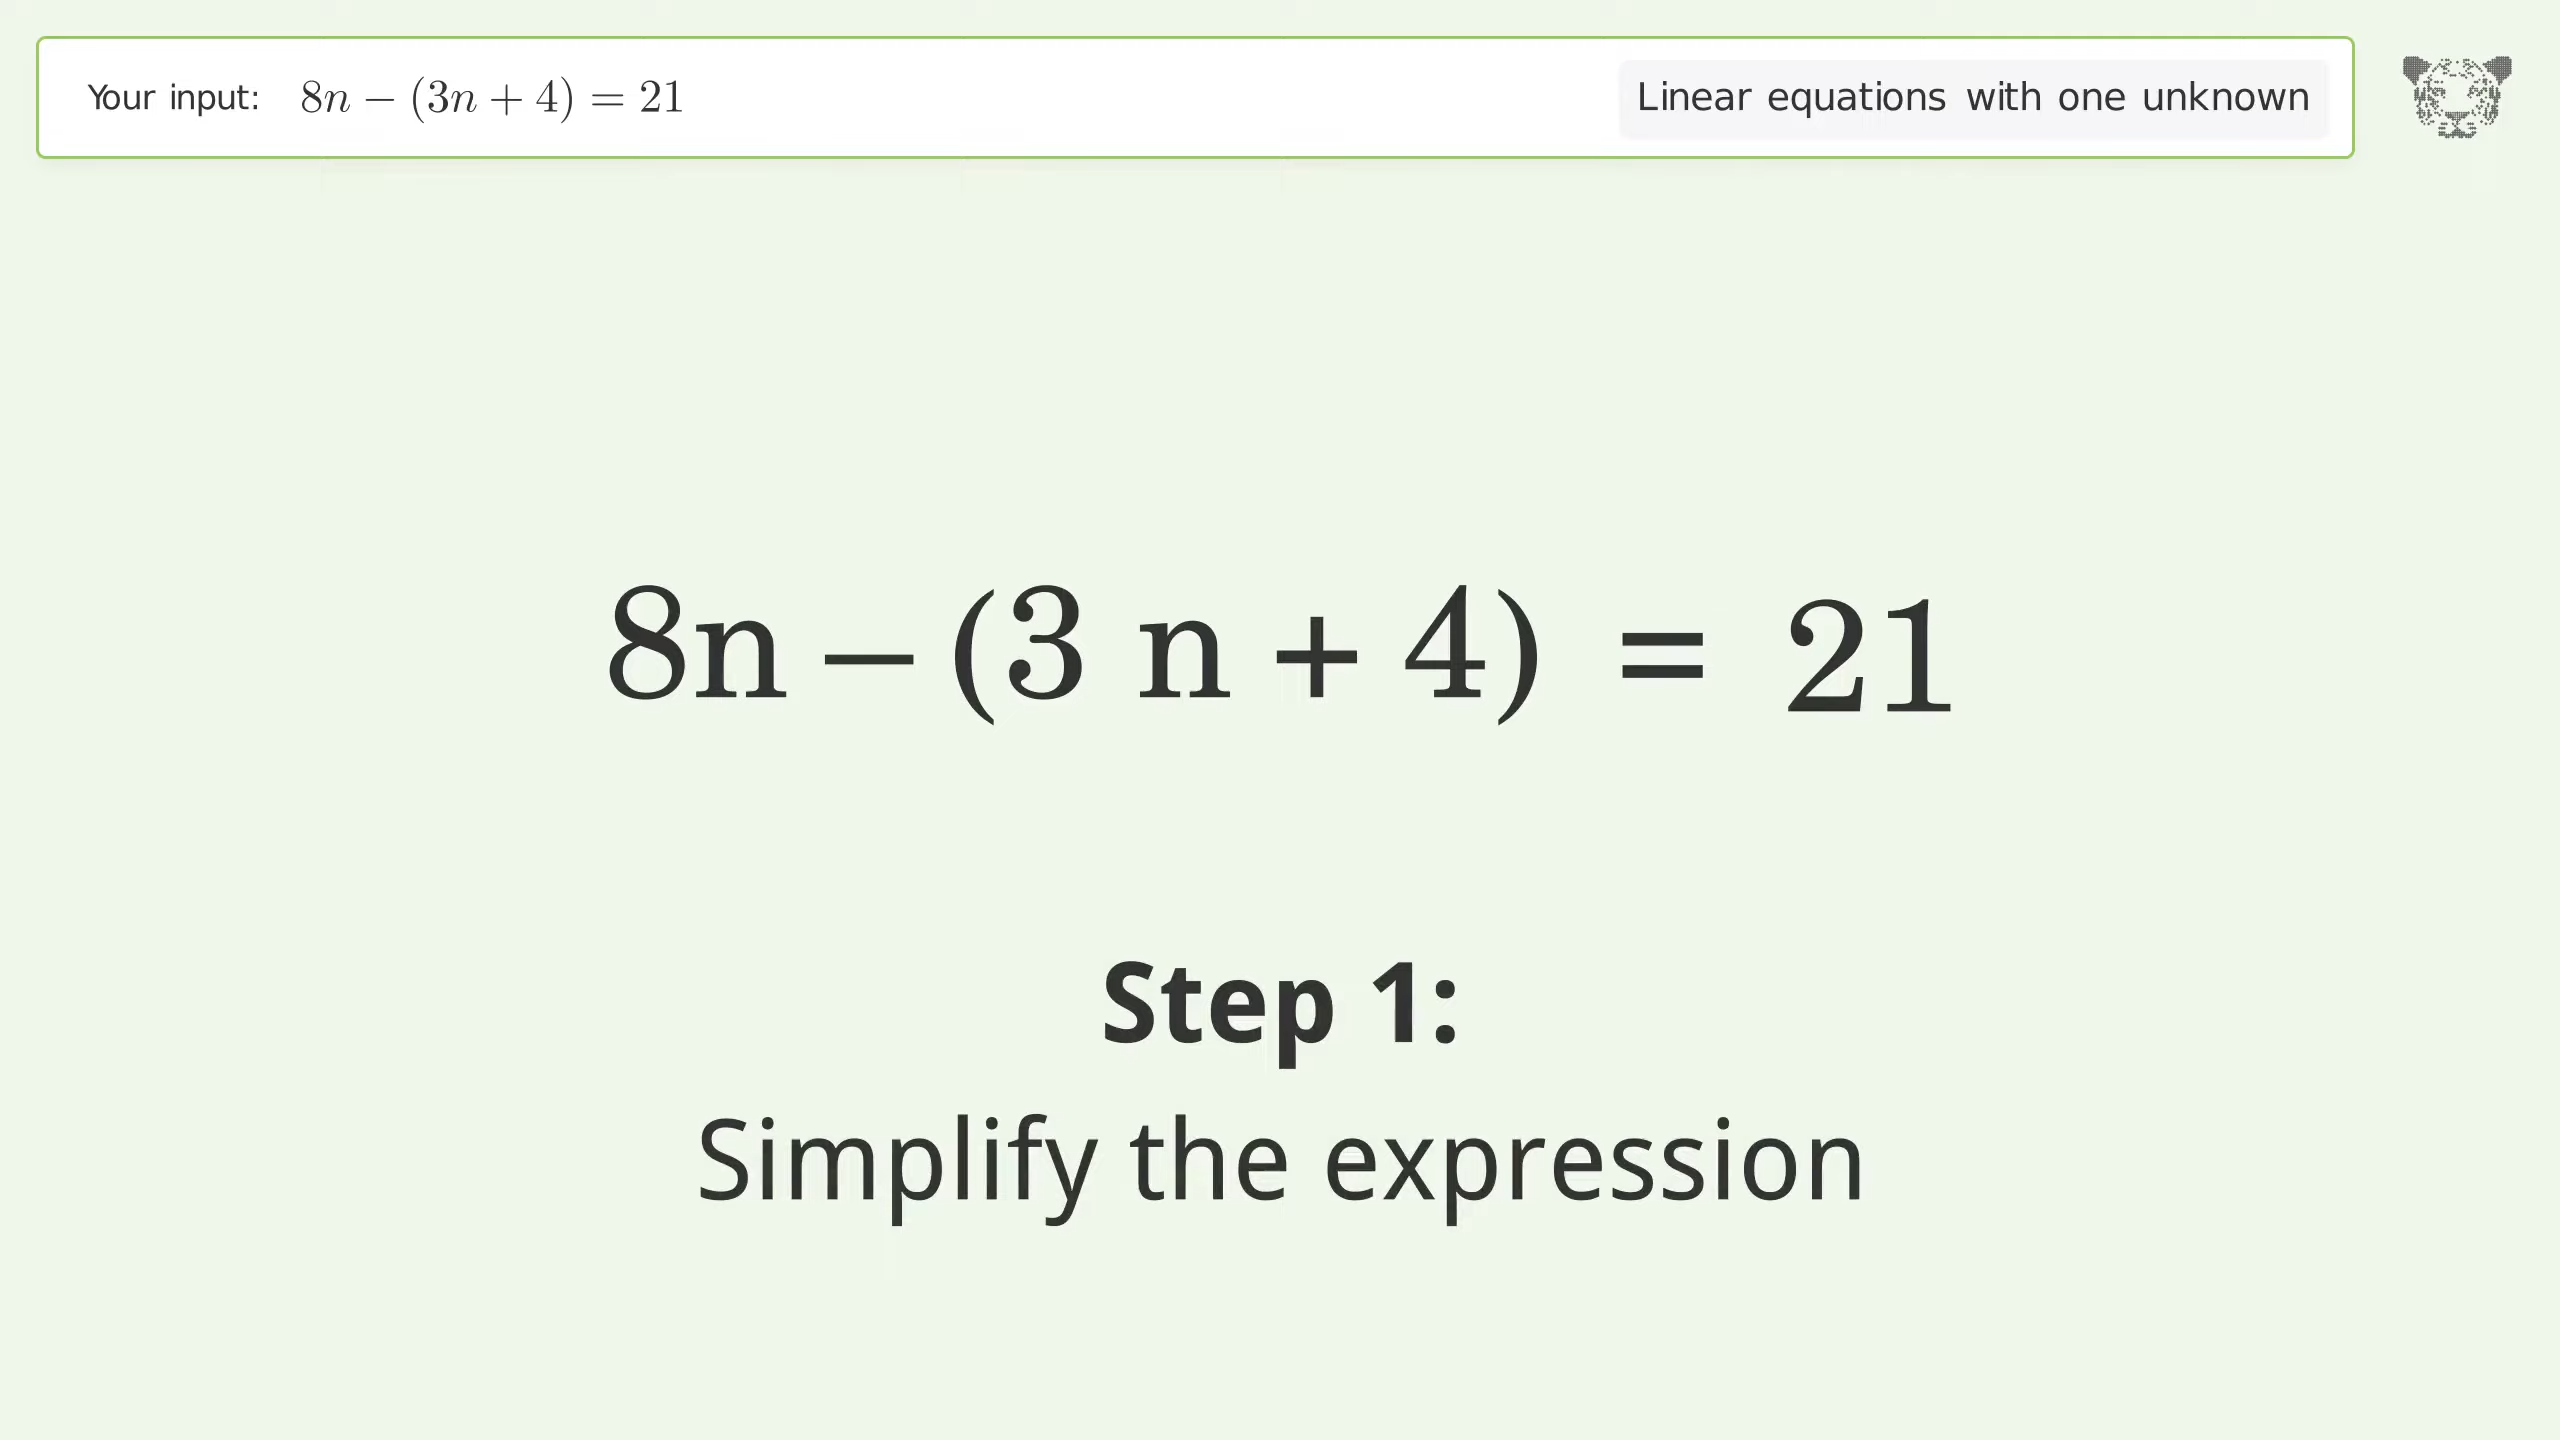 Your input: 8n − (3n + 4) = 21
Linear equations with one unknown
8n – (3 n + 4) = 21
Step 1:
Simplify the expression